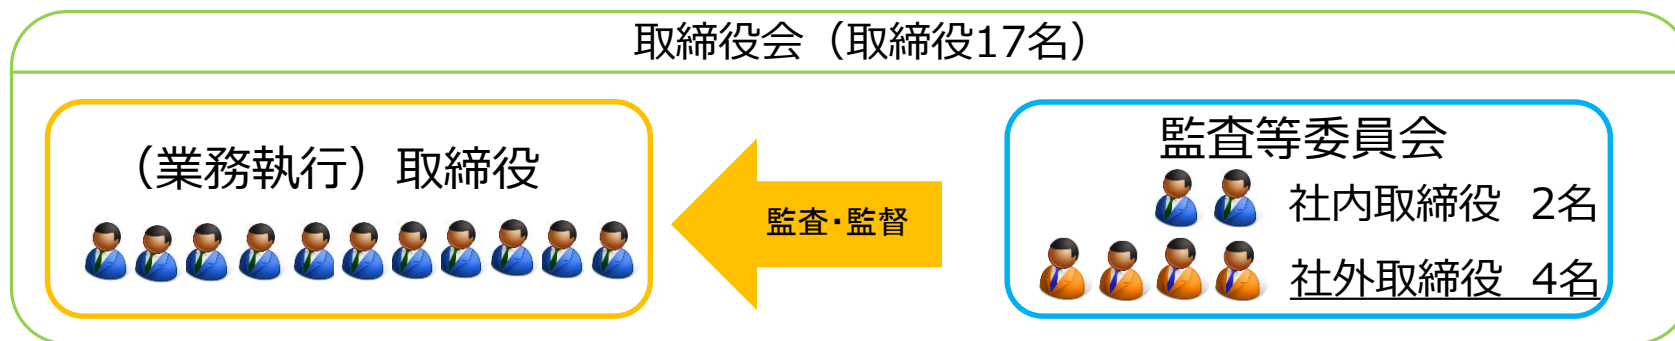 取締役会（取締役17名）
（業務執行）取締役
監査・監督
監査等委員会
社内取締役 2名
社外取締役 4名